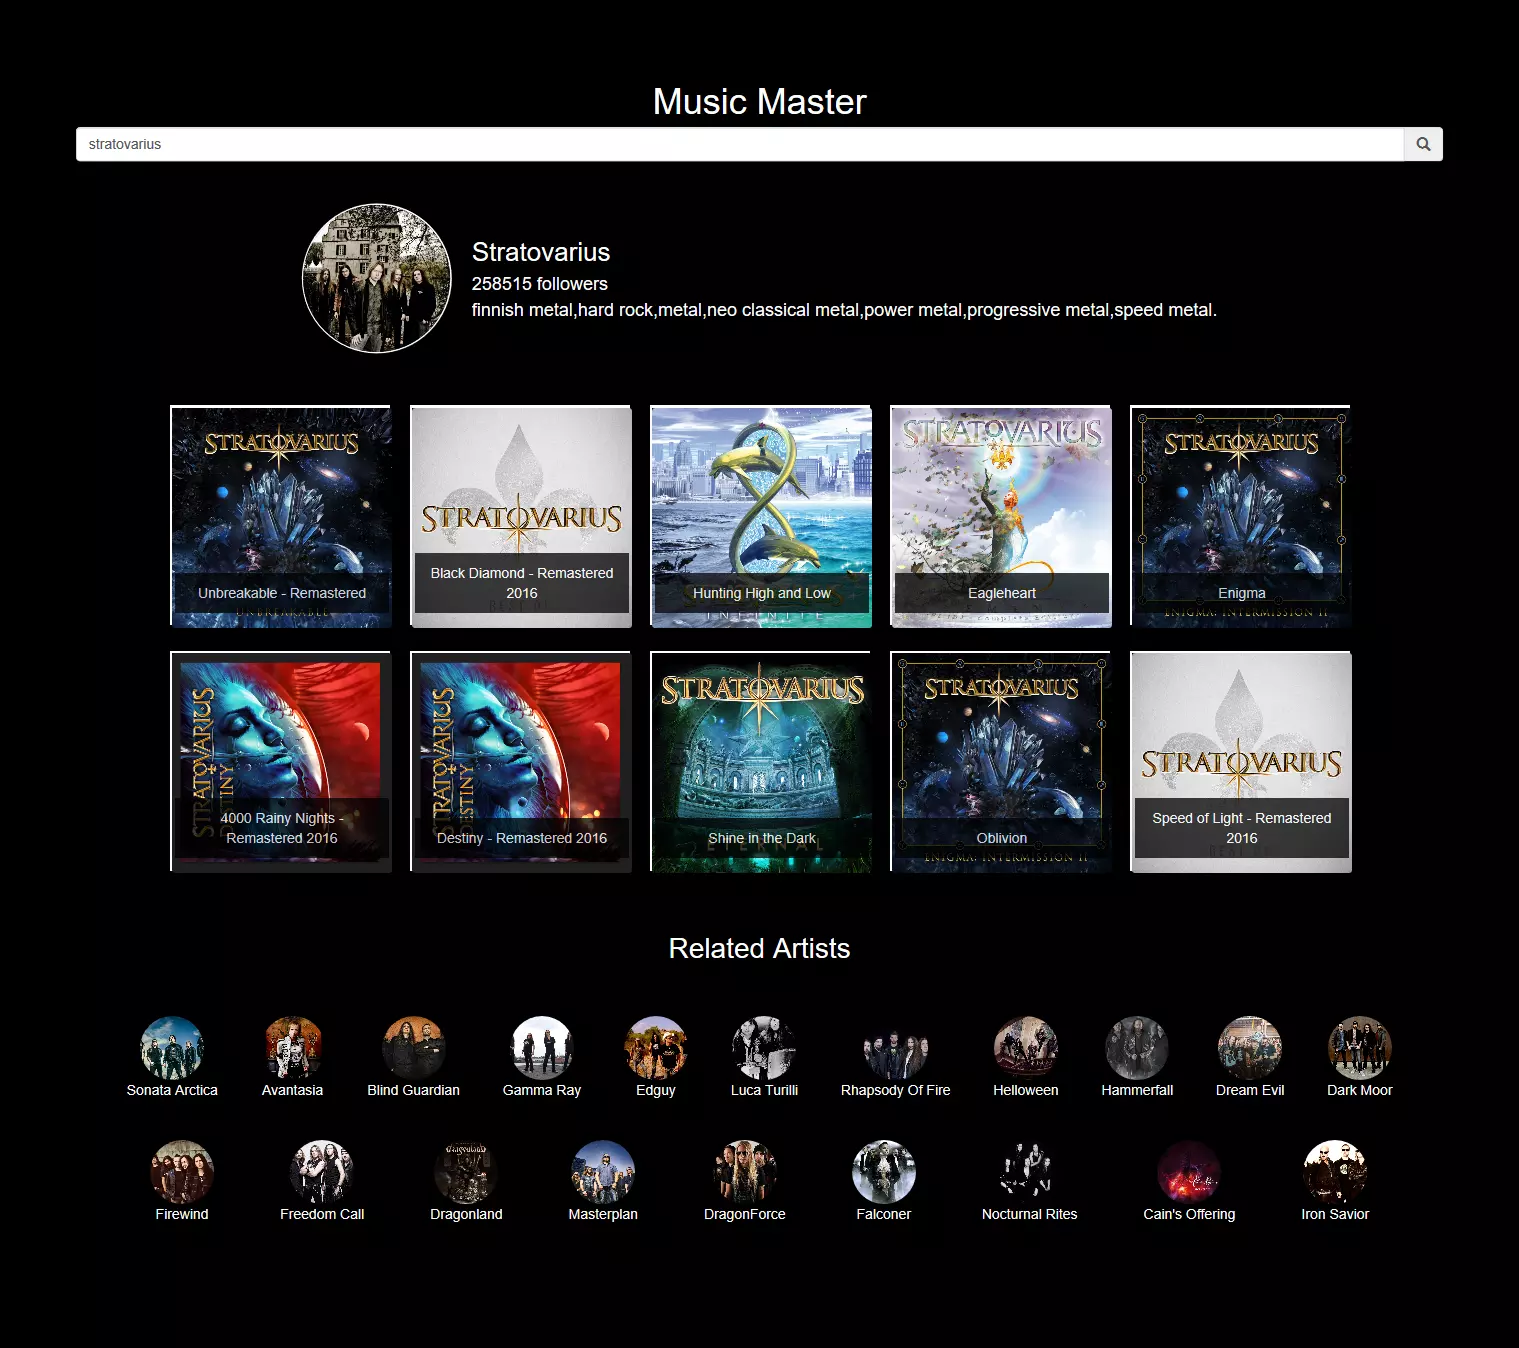 Music Master
stratovarius
Stratovarius
258515 followers
finnish metal,hard rock,metal,neo classical metal,power metal,progressive metal,speed metal.
STRATOVARIUS
Unbreakable - Remastered
UNBREAKABLE
STRATOVARIUS
Black Diamond - Remastered
2016
Hunting High and Low
INFINITE
STRATOVARIUS
Eagleheart
STRATOVARIUS
Enigma
ENIGMA: INTERMISSION II
STRATOVARIUS
DESTINY
4000 Rainy Nights -
Remastered 2016
STRATOVARIUS
DESTINY
Destiny - Remastered 2016
STRATOVARIUS
Shine in the Dark
ETERNAL
STRATOVARIUS
Oblivion
ENIGMA: INTERMISSION II
STRATOVARIUS
Speed of Light - Remastered
2016
Related Artists
Sonata Arctica
Avantasia
Blind Guardian
Gamma Ray
Edguy
Luca Turilli
Rhapsody Of Fire
Helloween
Hammerfall
Dream Evil
Dark Moor
Firewind
Freedom Call
Dragonland
Masterplan
DragonForce
Falconer
Nocturnal Rites
Cain's Offering
Iron Savior